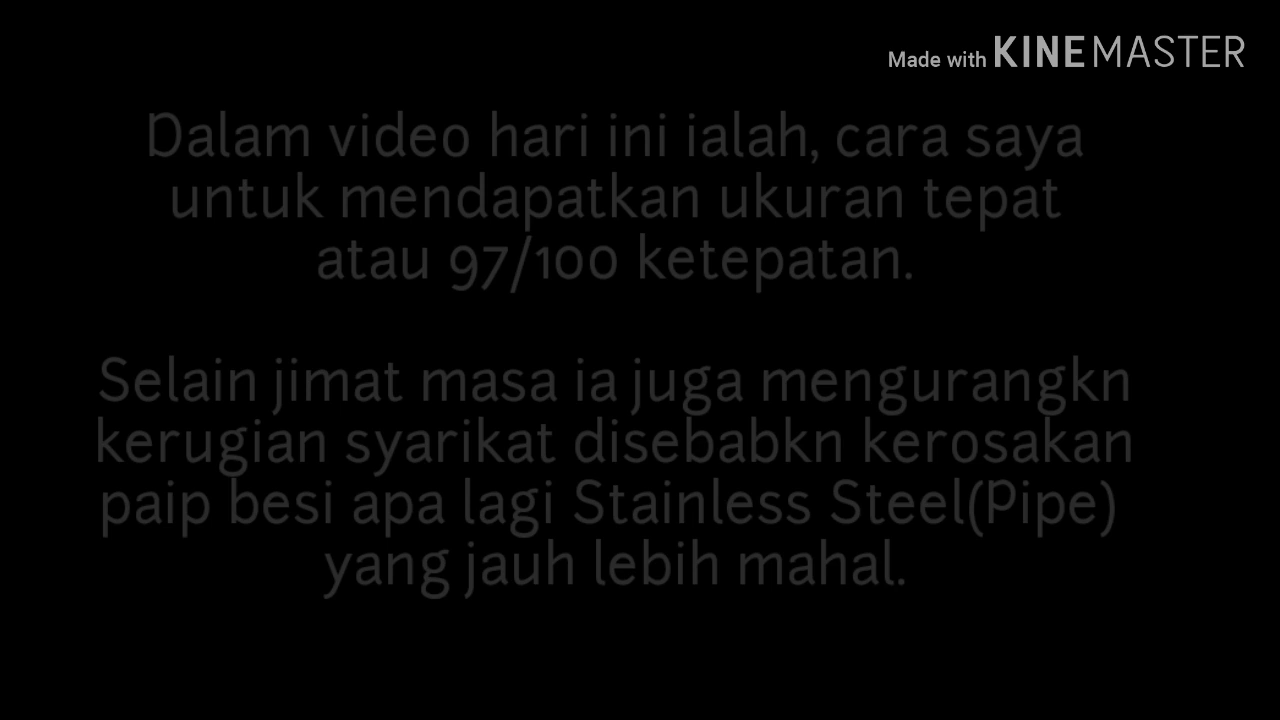 Made with KINEMASTER
Dalam video hari ini ialah, cara saya
untuk mendapatkan ukuran tepat
atau 97/100 ketepatan.
Selain jimat masa ia juga mengurangkn
kerugian syarikat disebabkn kerosakan
paip besi apa lagi Stainless Steel(Pipe)
yang jauh lebih mahal.